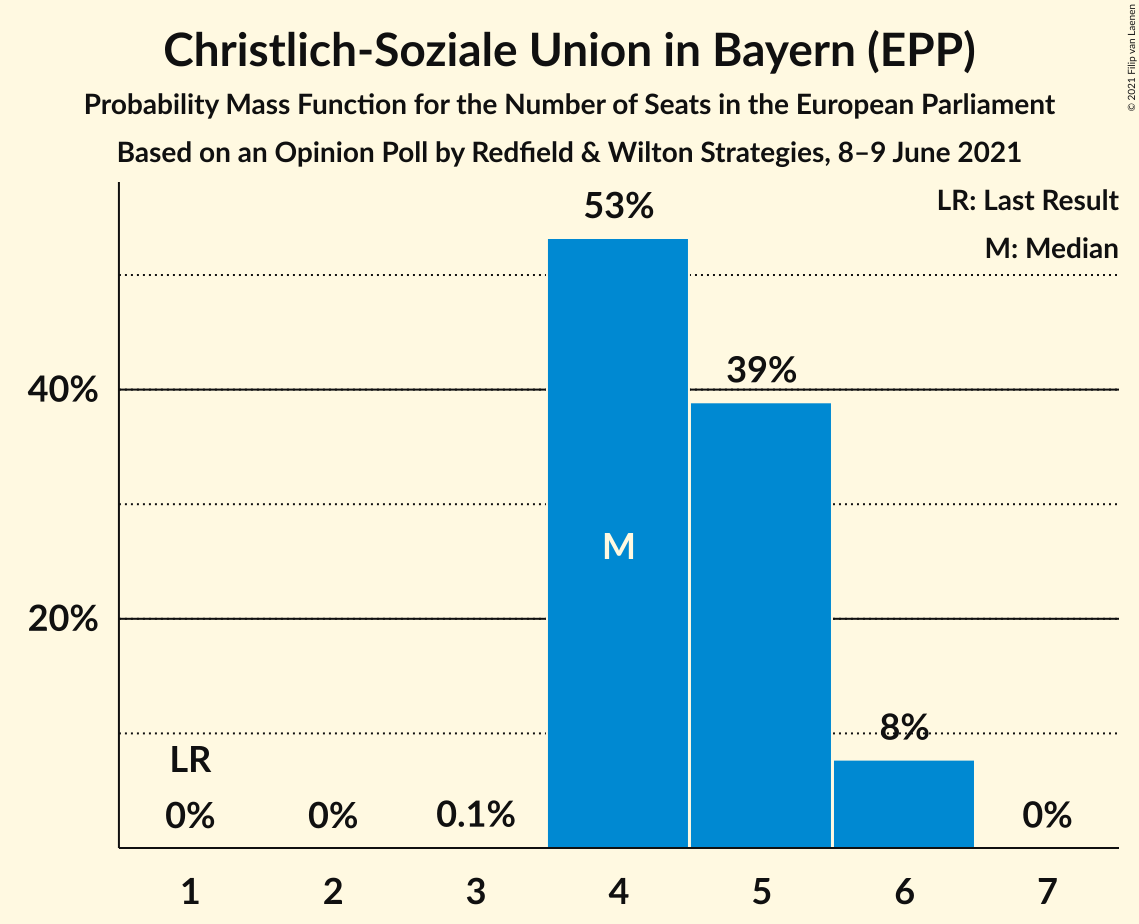 Christlich-Soziale Union in Bayern (EPP)
Probability Mass Function for the Number of Seats in the European Parliament
Based on an Opinion Poll by Redfield & Wilton Strategies, 8–9 June 2021
© 2021 Filip van Laenen
LR: Last Result
M: Median
53%
39%
40%
M
20%
8%
LR
0%
0%
0.1%
0%
1 2 3 4 5 6 7